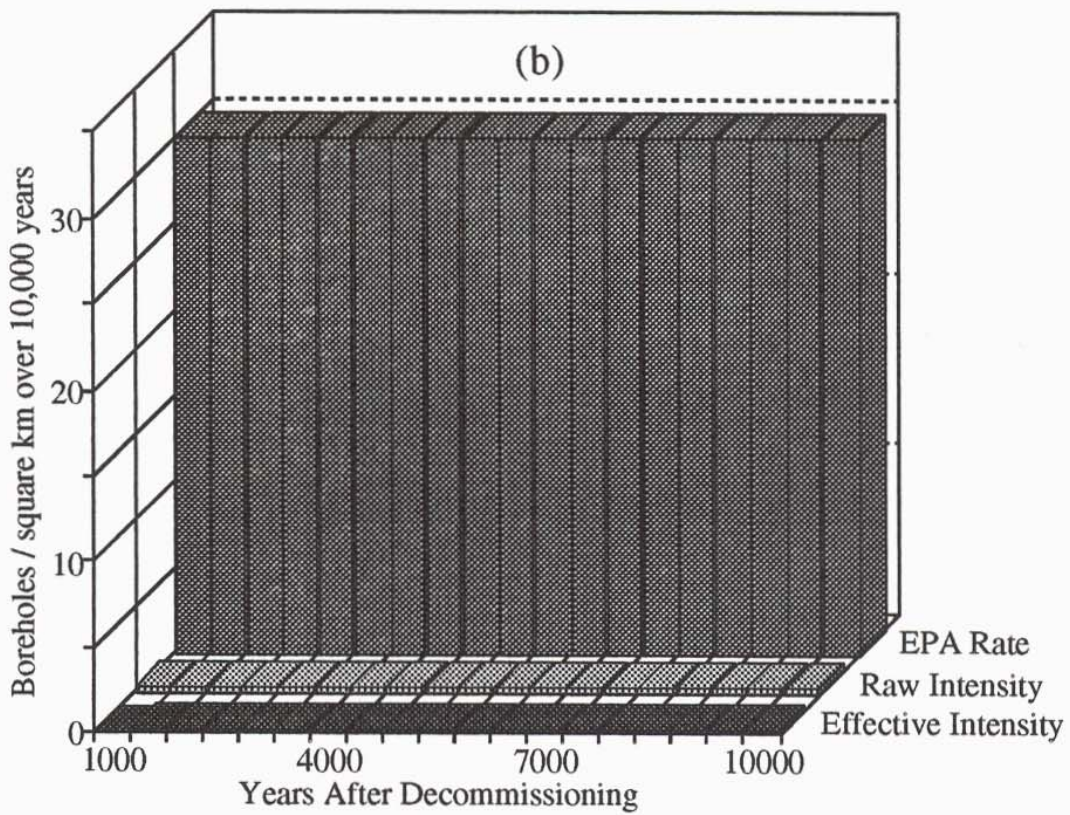 (b)
Boreholes / square km over 10,000 years
30
20
10
0
1000 4000 7000 10000
Years After Decommissioning
EPA Rate
Raw Intensity
Effective Intensity